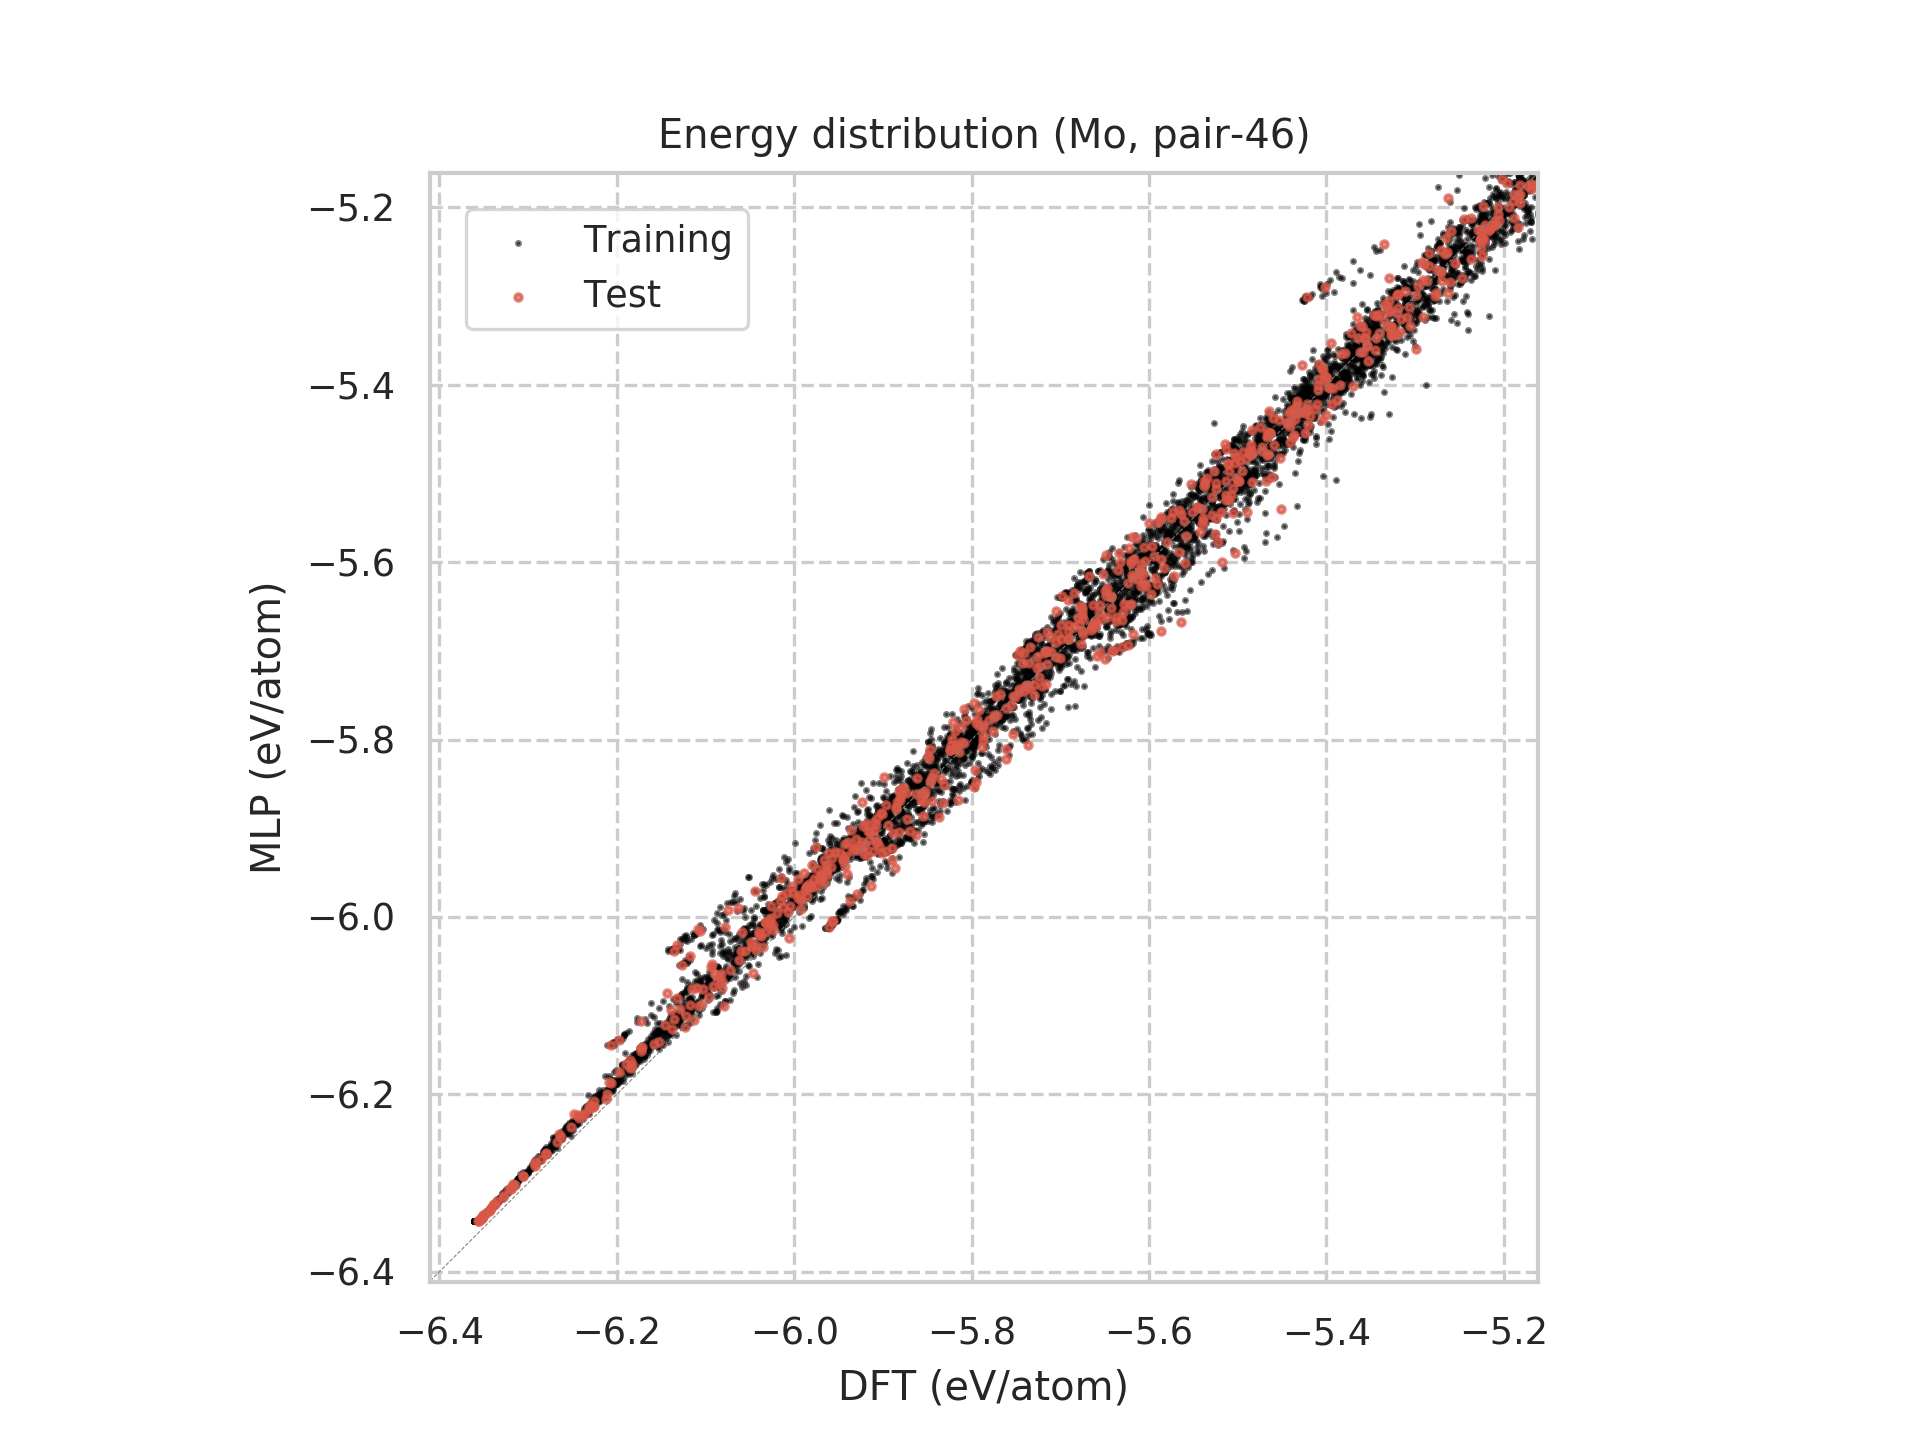 Energy distribution (Mo, pair-46)
Training
Test
−5.2
−5.4
−5.6
−5.8
−6.0
−6.2
−6.4
MLP (eV/atom)
−6.4 −6.2 −6.0 −5.8 −5.6 −5.4 −5.2
DFT (eV/atom)